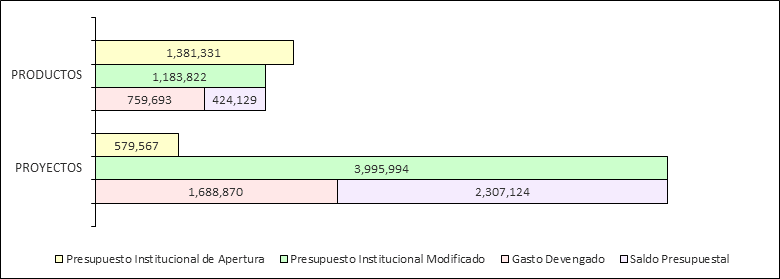 1,381,331
PRODUCTOS
1,183,822
759,693 424,129
579,567
PROYECTOS
3,995,994
1,688,870 2,307,124
Presupuesto Institucional de Apertura Presupuesto Institucional Modificado Gasto Devengado Saldo Presupuestal